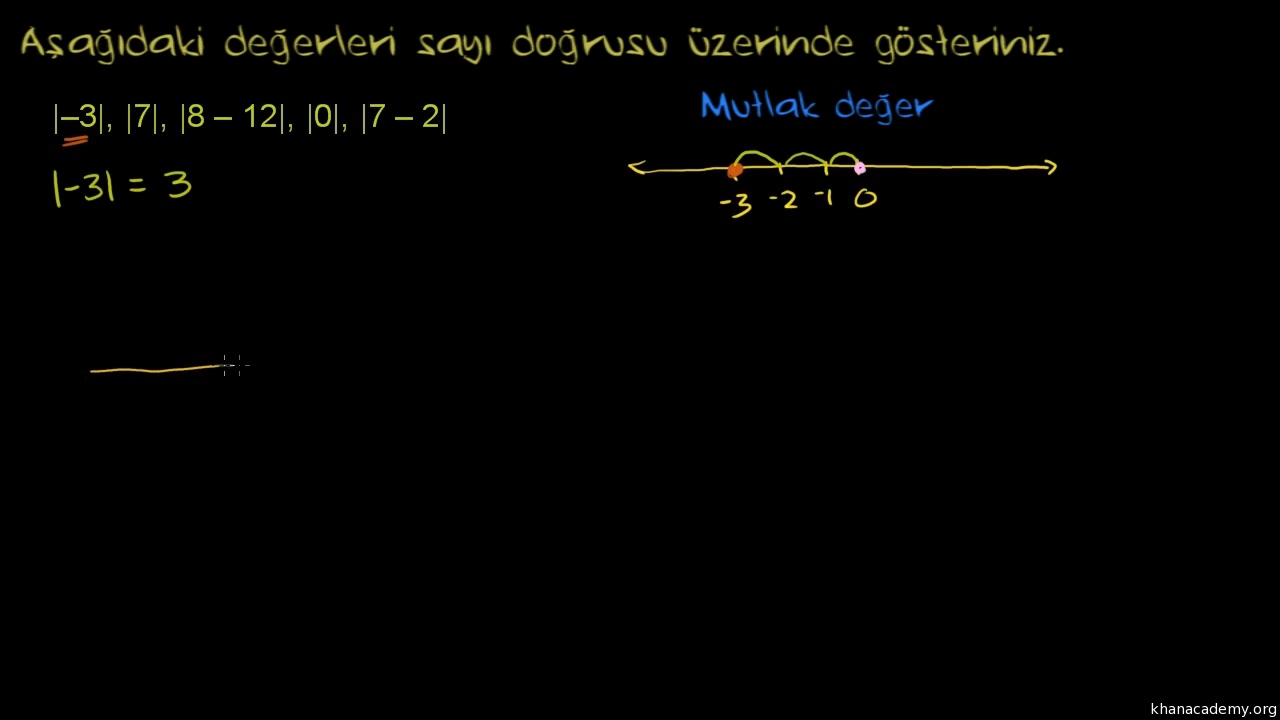 Aşağıdaki değerleri sayı doğrusu üzerinde gösteriniz.
|–3|, |7|, |8 – 12|, |0|, |7 – 2|
Mutlak değer
|-3| = 3
-3 -2 -1 0
khanacademy.org